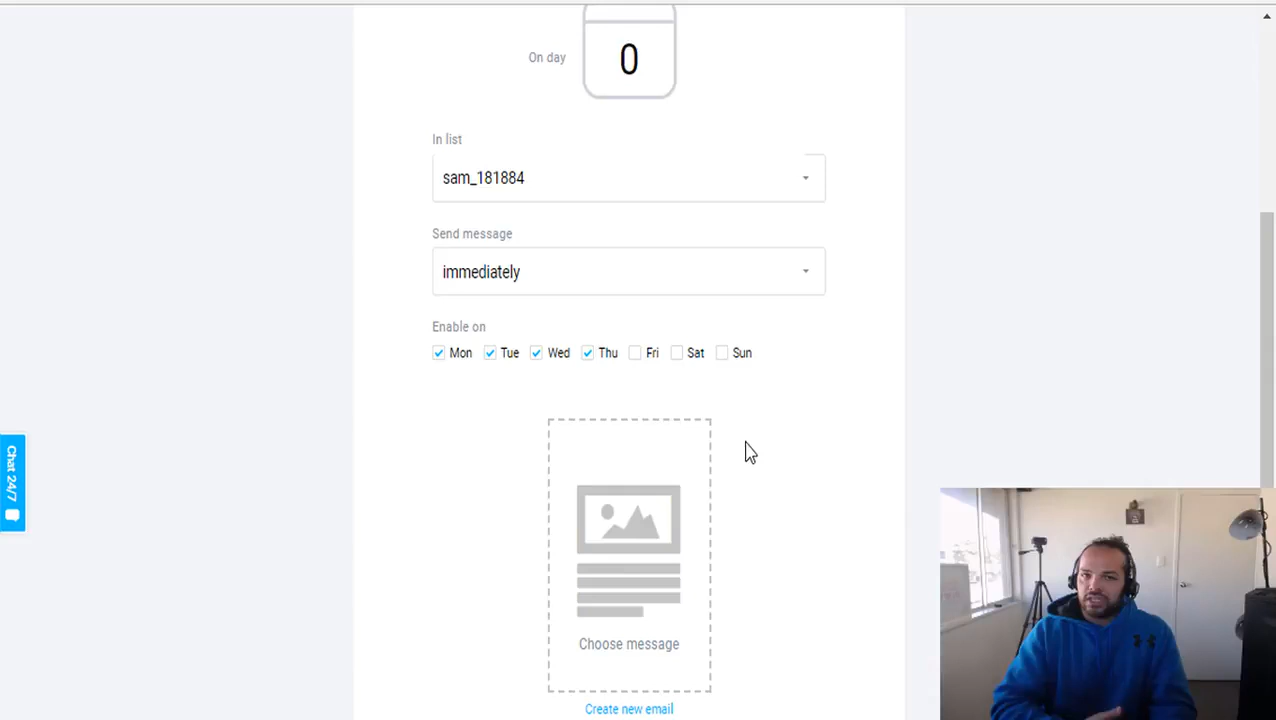 On day
0
In list
sam_181884
Send message
immediately
Enable on
Mon Tue Wed Thu Fri Sat Sun
Choose message
Create new email
Chat 24/7